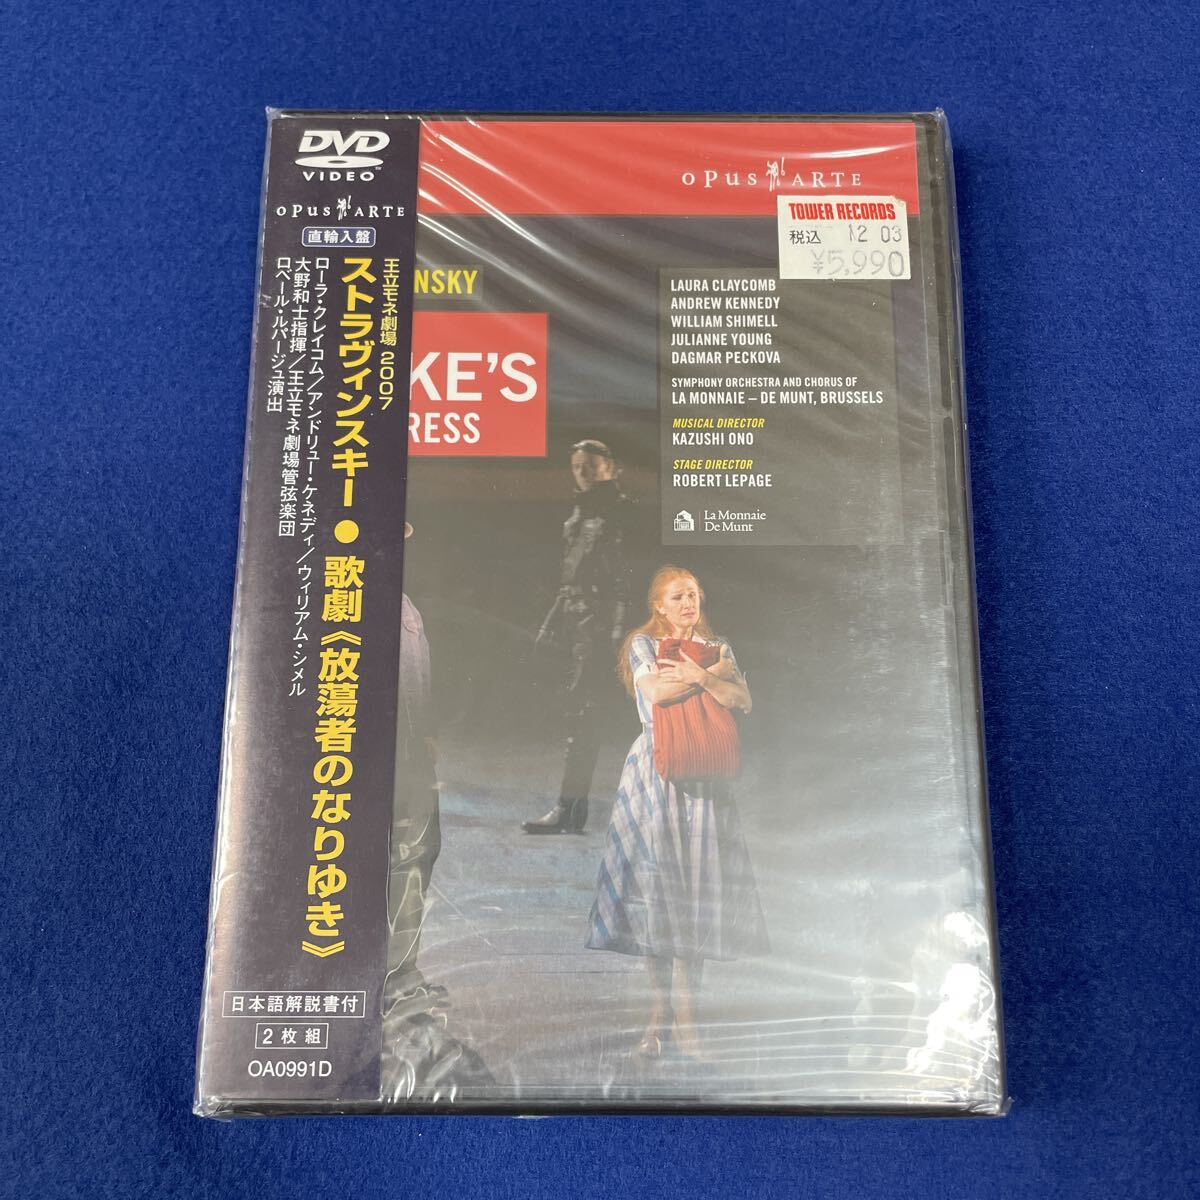 DVD
VIDEO
OPUS ARTE
直輸入盤
王立モネ劇場 2007
ストラヴィンスキー●歌劇《放蕩者のなりゆき》
ローラ・クレイコム/アンドリュー・ケネディ/ウィリアム・シメル
大野和士指揮/王立モネ劇場管弦楽団
ロベール・ルパージュ演出
日本語解説書付
2枚組
OA0991D
OPUS ARTE
TOWER RECORDS
税込 12 03
¥5,990
NSKY
KE'S
RESS
LAURA CLAYCOMB
ANDREW KENNEDY
WILLIAM SHIMELL
JULIANNE YOUNG
DAGMAR PECKOVA
SYMPHONY ORCHESTRA AND CHORUS OF
LA MONNAIE – DE MUNT, BRUSSELS
MUSICAL DIRECTOR
KAZUSHI ONO
STAGE DIRECTOR
ROBERT LEPAGE
La Monnaie
De Munt